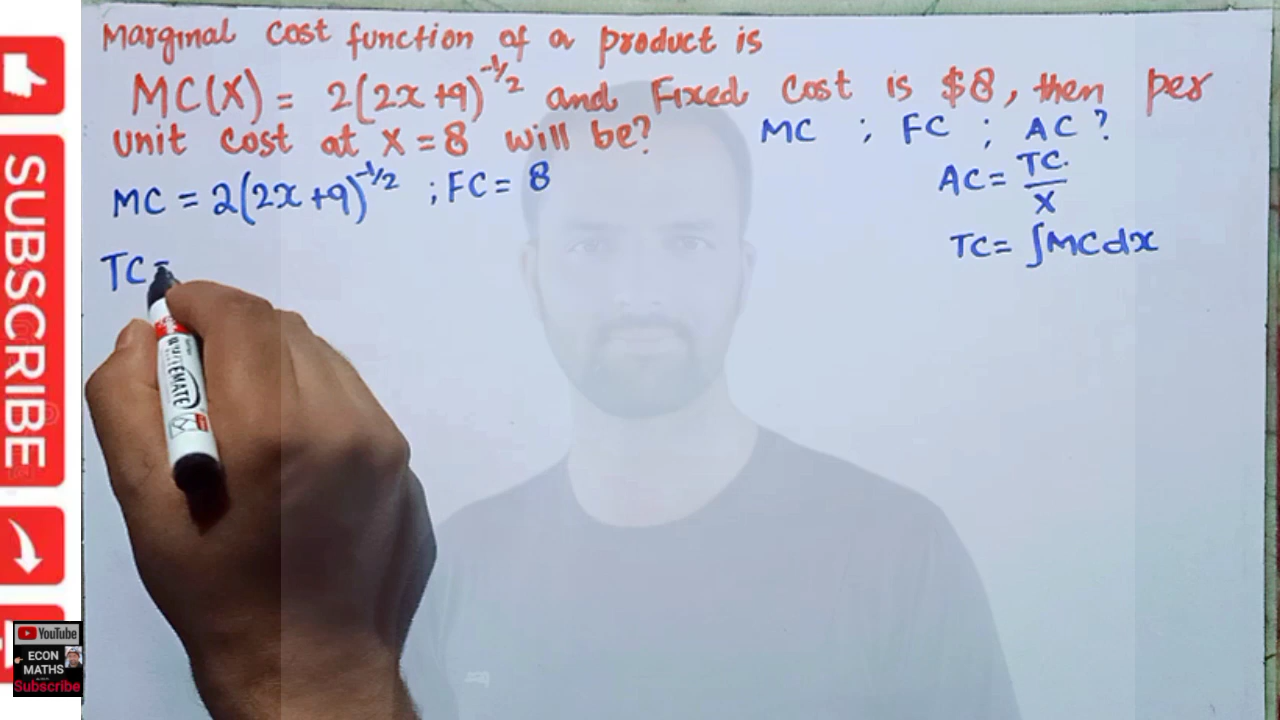 Marginal cost function of a product is
MC(X) = 2(2x+9)^-1/2 and Fixed Cost is $8, then per
unit cost at x = 8 will be?
MC ; FC ; AC ?
MC = 2(2x+9)^-1/2 ; FC = 8
AC = TC/X
TC = ∫MCdx
TC =
SUBSCRIBE
WHITEMATE
YouTube
ECON
MATHS
Subscribe